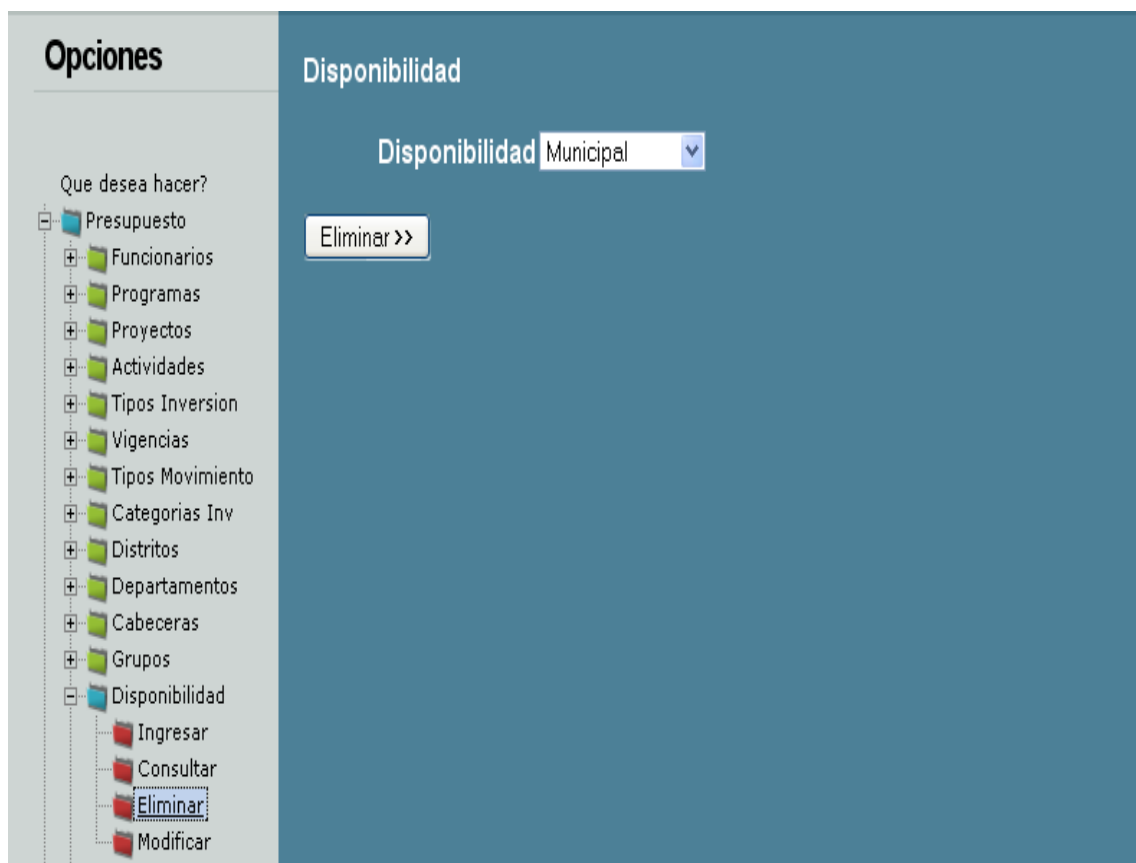 Opciones
Que desea hacer?
Presupuesto
Funcionarios
Programas
Proyectos
Actividades
Tipos Inversion
Vigencias
Tipos Movimiento
Categorias Inv
Distritos
Departamentos
Cabeceras
Grupos
Disponibilidad
Ingresar
Consultar
Eliminar
Modificar
Disponibilidad
Disponibilidad Municipal
Eliminar >>